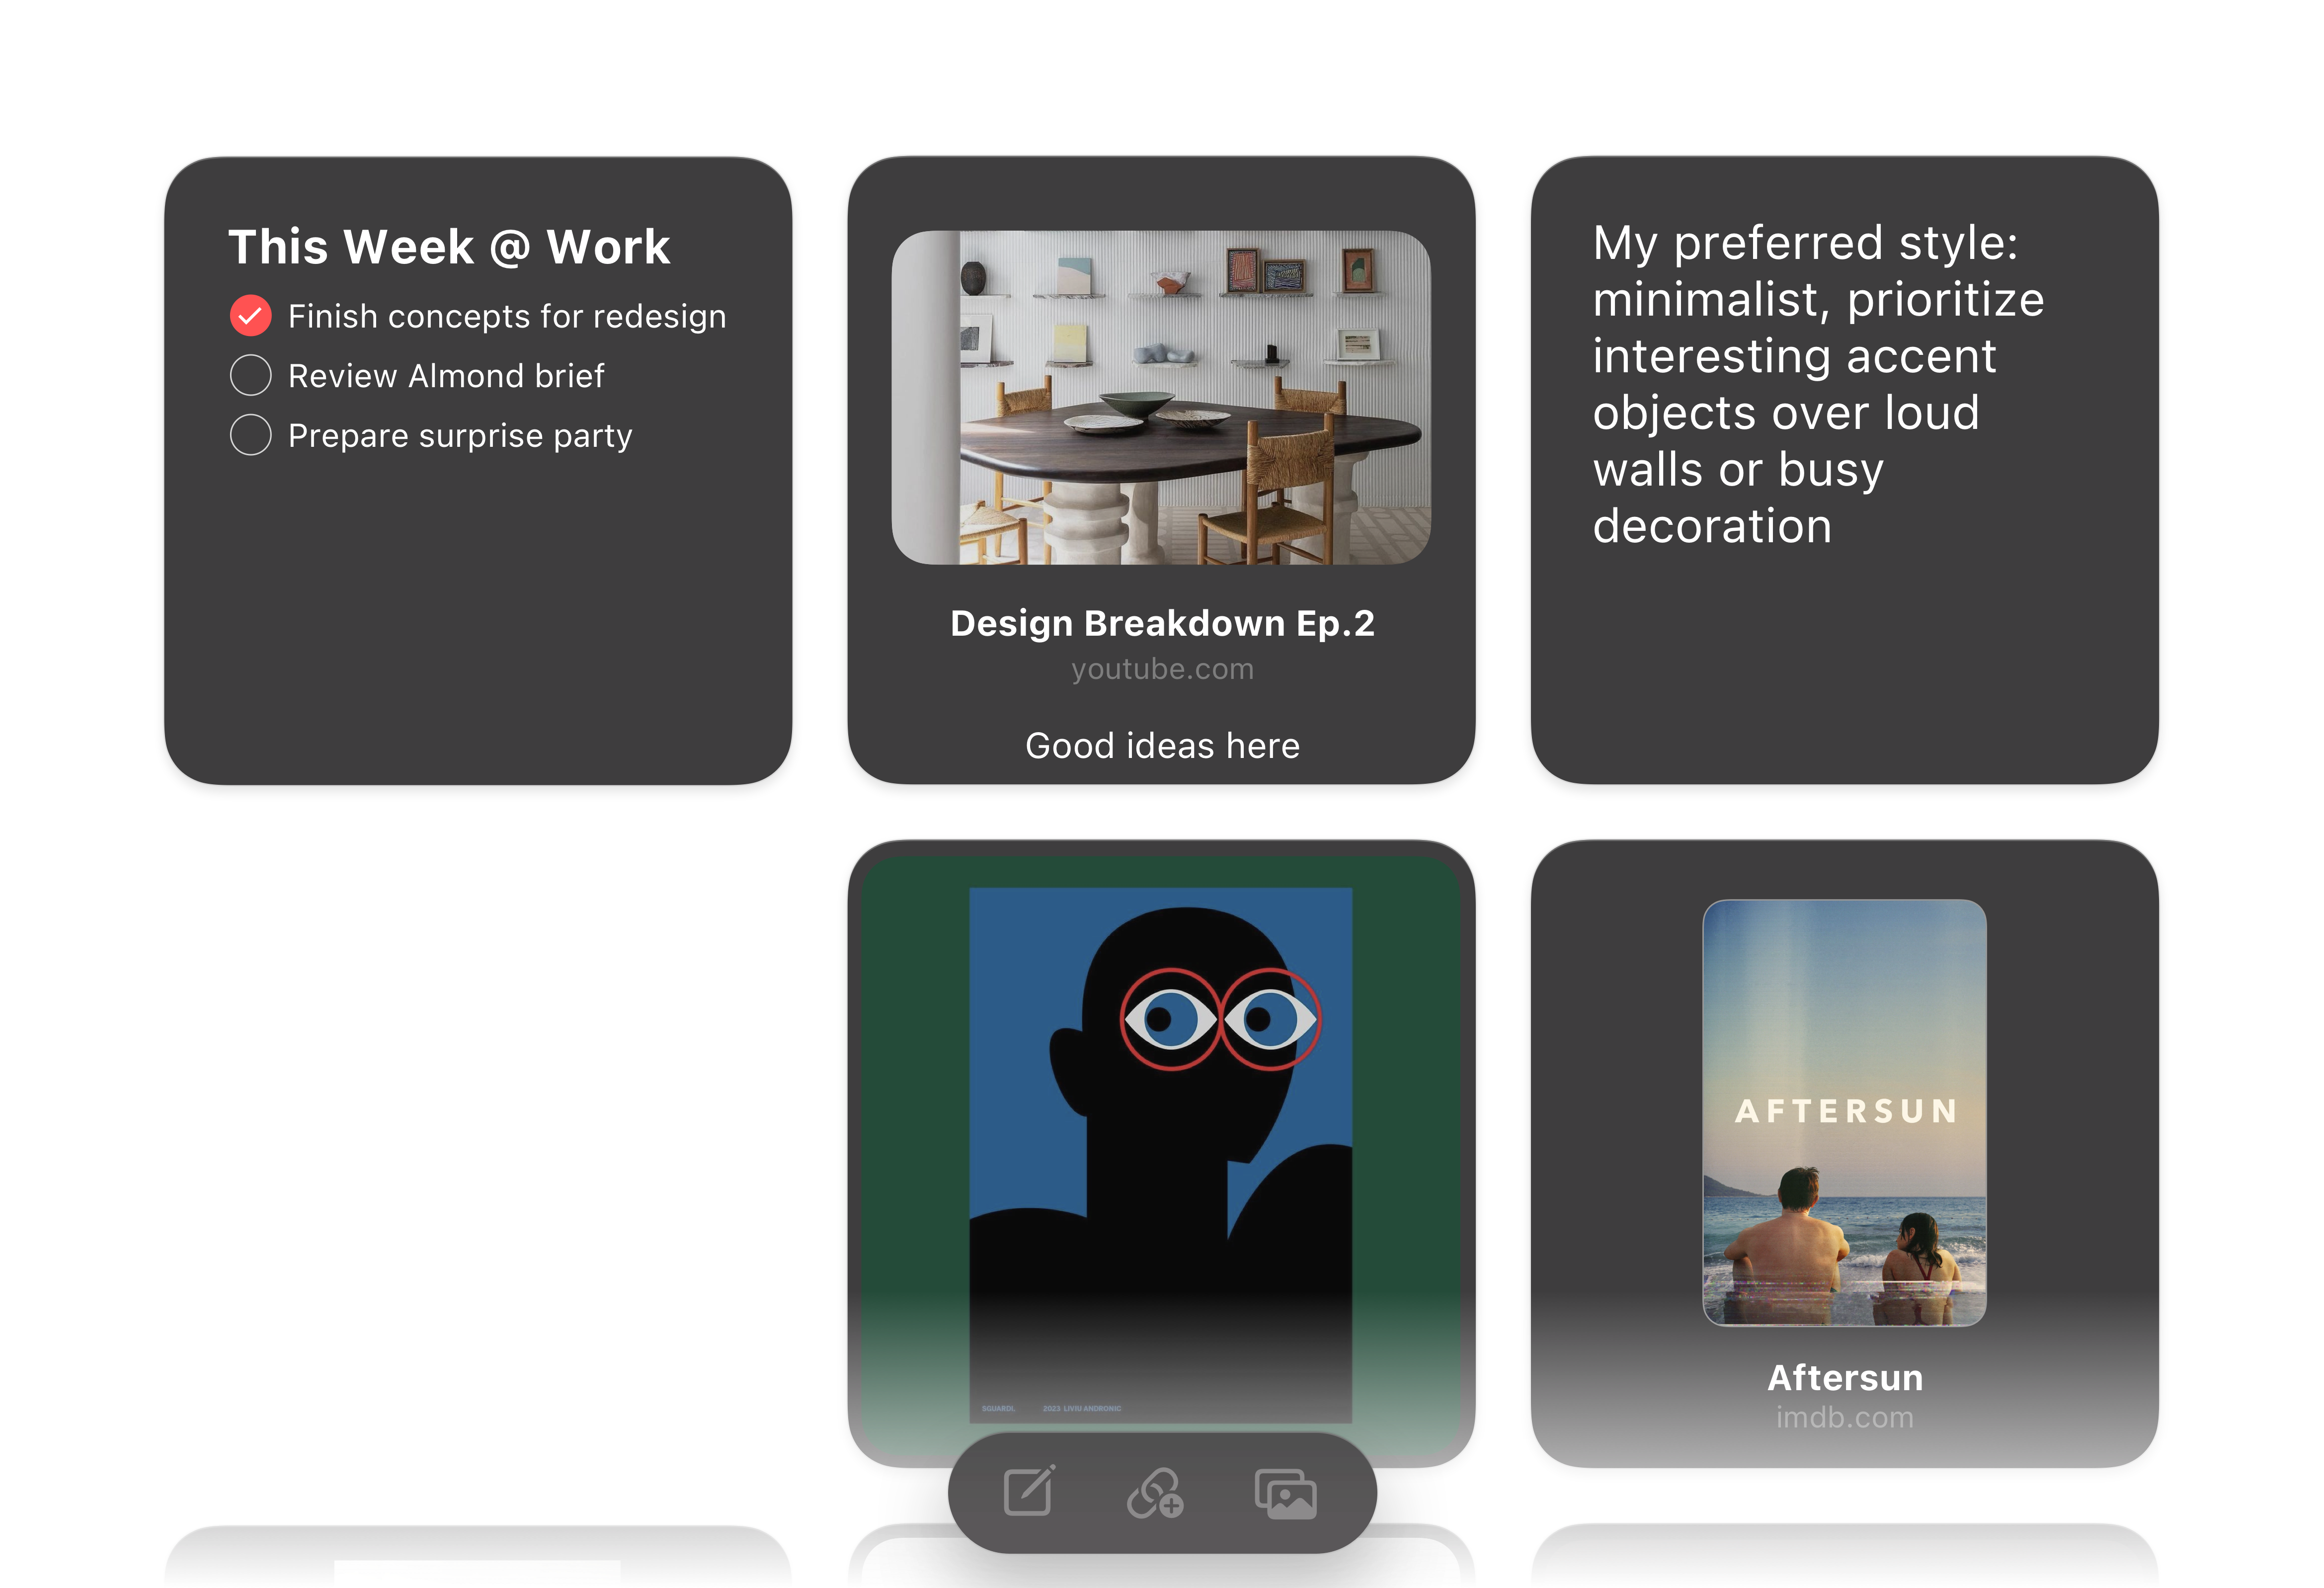 This Week @ Work
Finish concepts for redesign
Review Almond brief
Prepare surprise party
Design Breakdown Ep.2
youtube.com
Good ideas here
My preferred style:
minimalist, prioritize
interesting accent
objects over loud
walls or busy
decoration
SGUARDI.
2023 LIVIU ANDRONIC
AFTERSUN
Aftersun
imdb.com